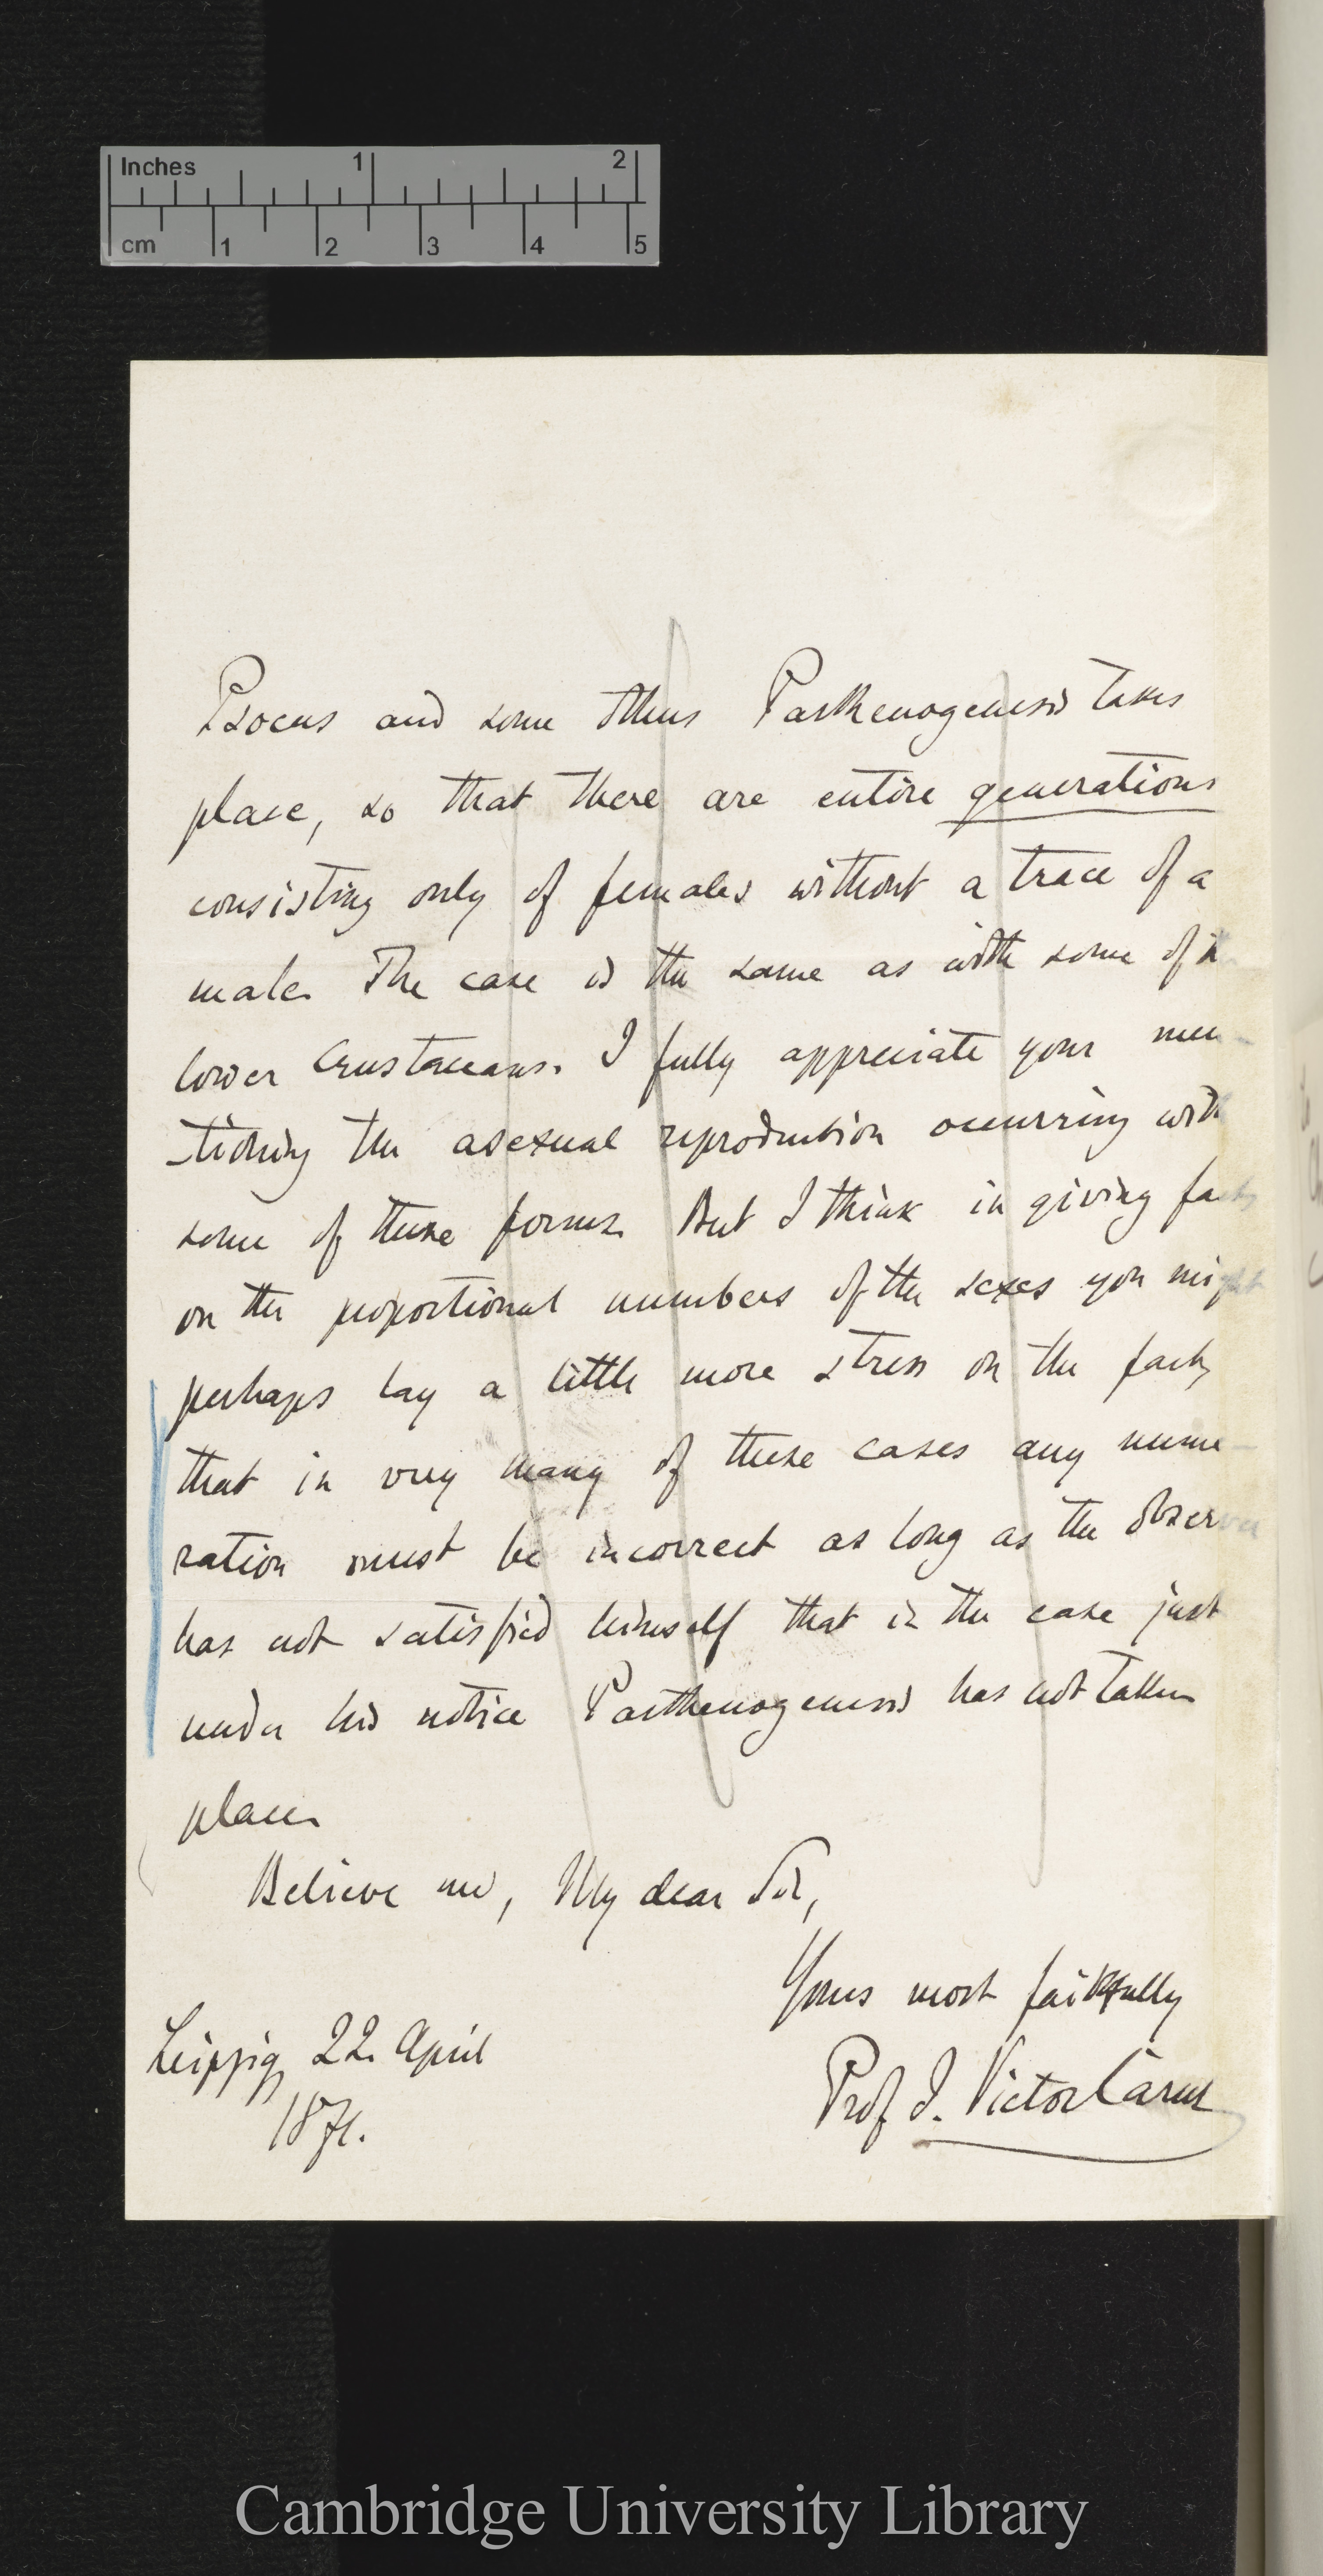 Inches 1 2
cm 1 2 3 4 5
Psocus and some others Parthenogenesis takes
place, so that there are entire generations
consisting only of females without a trace of a
male. The case is the same as with some of
lower Crustaceans. I fully appreciate your men-
-tioning the asexual reproduction occurring with
some of these forms. But I think in giving facts
on the proportional numbers of the sexes you might
perhaps lay a little more stress on the fact,
that in very many of these cases any nume-
ration must be incorrect as long as the observer
has not satisfied himself that in the case just
under his notice Parthenogenesis has not taken
place.
Believe me, My dear Sir,
Yours most faithfully
Prof. J. Victor Carus
Leipzig, 22. April
1871.
Cambridge University Library